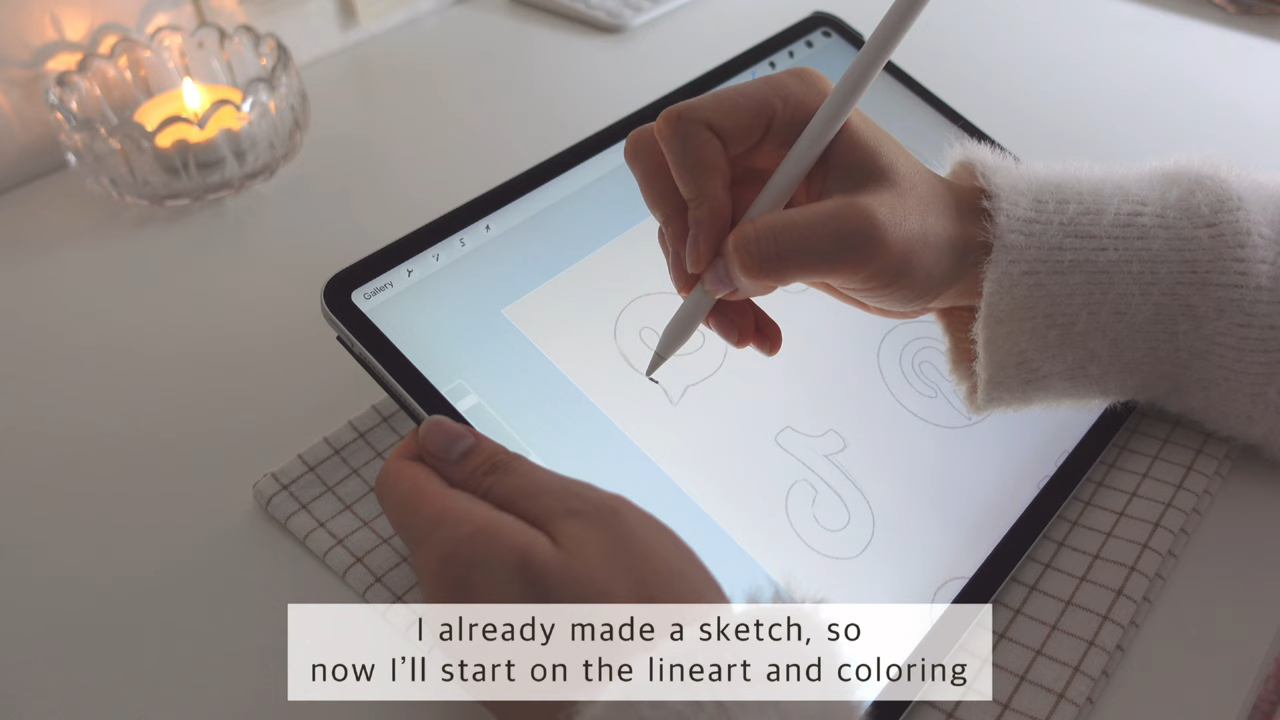 Gallery
I already made a sketch, so
now I'll start on the lineart and coloring